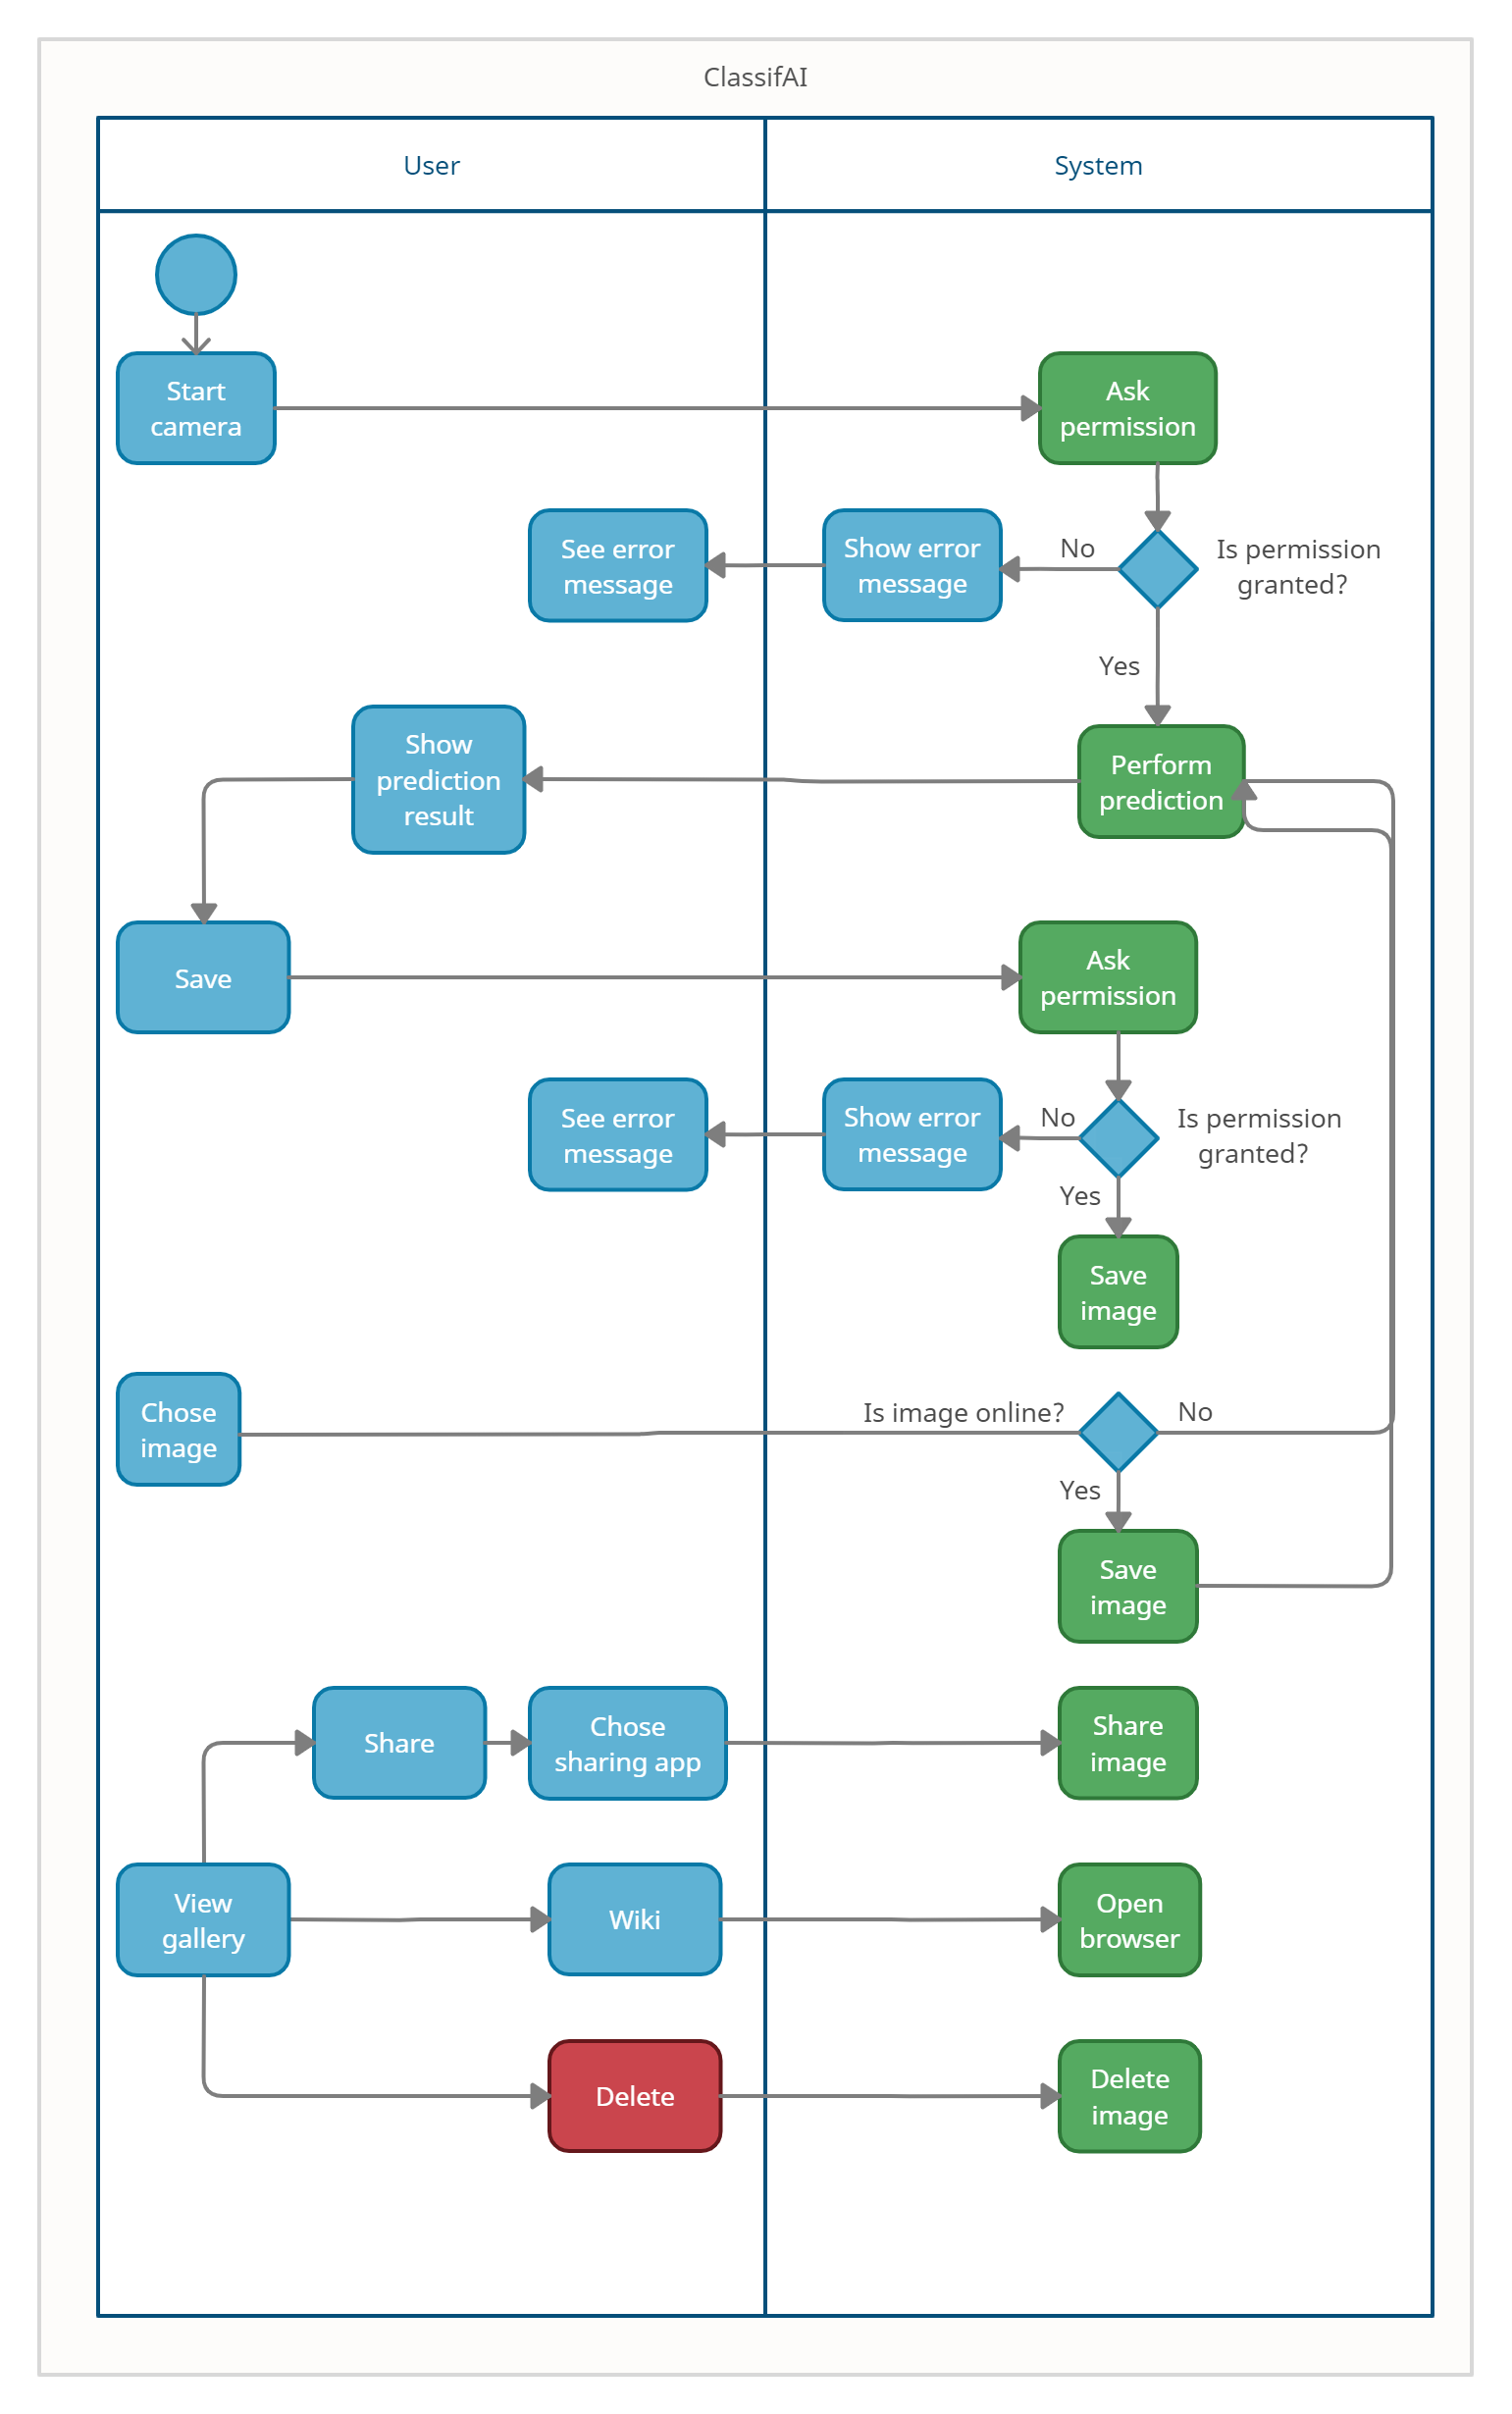 ClassifAI
User
System
Start
camera
Ask
permission
See error
message
Show error
message
No
Is permission
granted?
Yes
Show
prediction
result
Perform
prediction
Save
Ask
permission
See error
message
Show error
message
No
Is permission
granted?
Yes
Save
image
Chose
image
Is image online?
No
Yes
Save
image
Share
Chose
sharing app
Share
image
View
gallery
Wiki
Open
browser
Delete
Delete
image